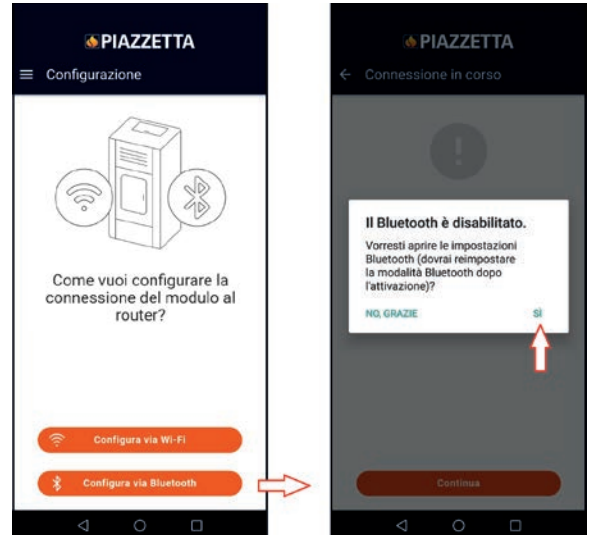 PIAZZETTA
Configurazione
Come vuoi configurare la
connessione del modulo al
router?
Configura via Wi-Fi
Configura via Bluetooth
PIAZZETTA
Connessione in corso
Il Bluetooth è disabilitato.
Vorresti aprire le impostazioni
Bluetooth (dovrai reimpostare
la modalità Bluetooth dopo
l'attivazione)?
NO, GRAZIE SÌ
Continua